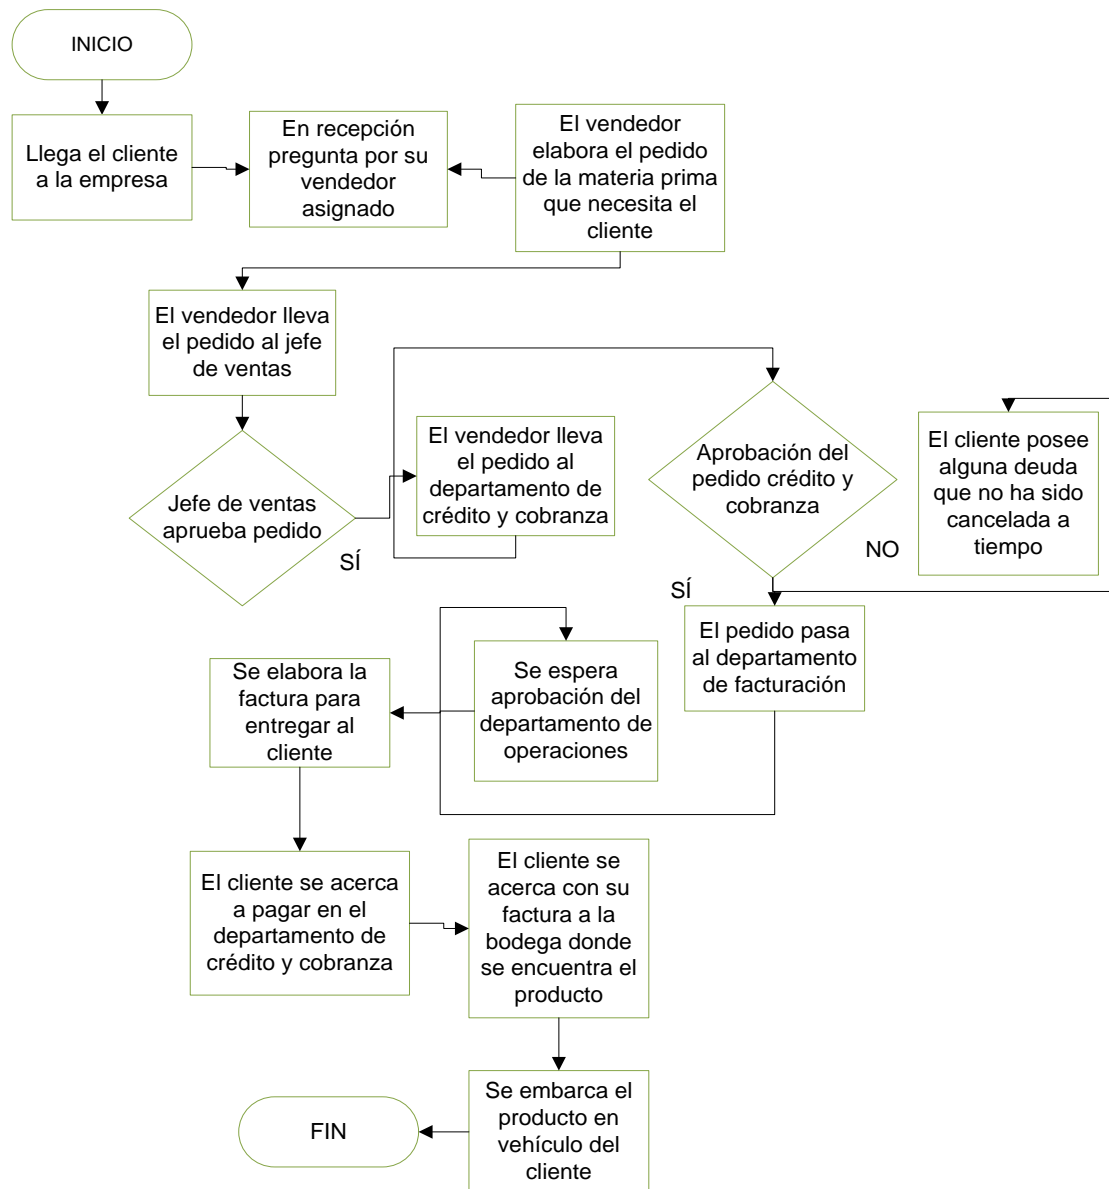 INICIO
Llega el cliente
a la empresa
En recepción
pregunta por su
vendedor
asignado
El vendedor
elabora el pedido
de la materia prima
que necesita el
cliente
El vendedor lleva
el pedido al jefe
de ventas
Jefe de ventas
aprueba pedido
SÍ
El vendedor lleva
el pedido al
departamento de
crédito y cobranza
Aprobación del
pedido crédito y
cobranza
NO
El cliente posee
alguna deuda
que no ha sido
cancelada a
tiempo
SÍ
El pedido pasa
al departamento
de facturación
Se espera
aprobación del
departamento de
operaciones
Se elabora la
factura para
entregar al
cliente
El cliente se acerca
a pagar en el
departamento de
crédito y cobranza
El cliente se
acerca con su
factura a la
bodega donde
se encuentra el
producto
Se embarca el
producto en
vehículo del
cliente
FIN